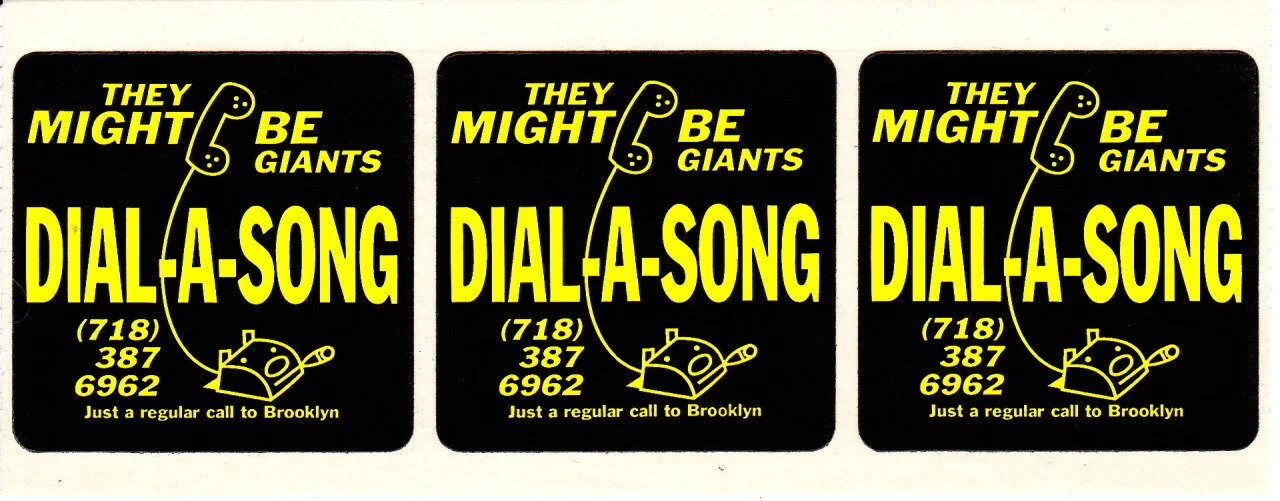 THEY
MIGHT BE
GIANTS
DIAL-A-SONG
(718)
387
6962
Just a regular call to Brooklyn
THEY
MIGHT BE
GIANTS
DIAL-A-SONG
(718)
387
6962
Just a regular call to Brooklyn
THEY
MIGHT BE
GIANTS
DIAL-A-SONG
(718)
387
6962
Just a regular call to Brooklyn